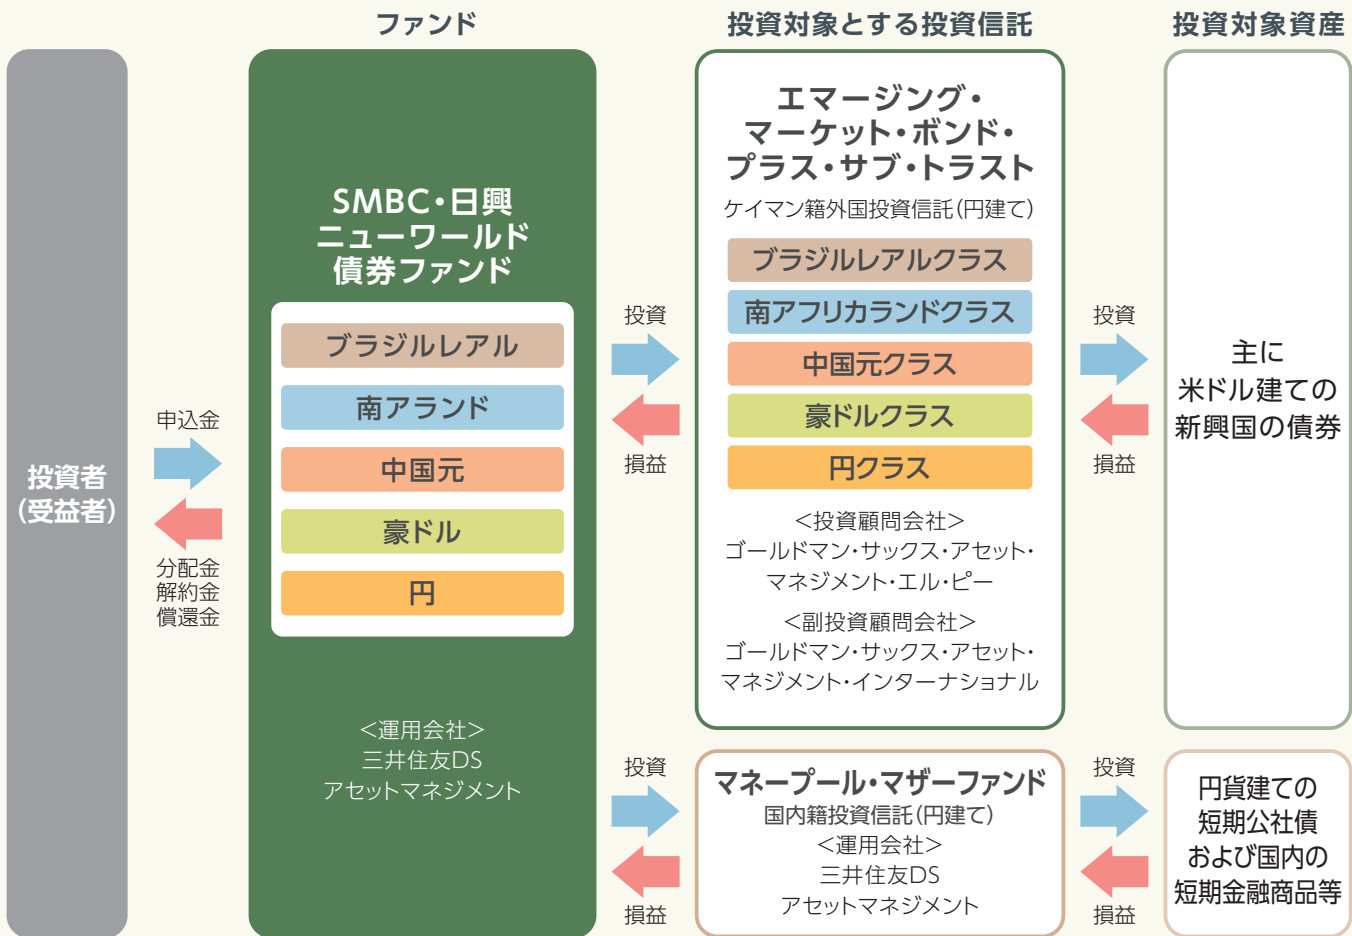 ファンド
投資対象とする投資信託
投資対象資産
投資者
(受益者)
申込金
分配金
解約金
償還金
SMBC・日興
ニューワールド
債券ファンド
ブラジルレアル
南アランド
中国元
豪ドル
円
<運用会社>
三井住友DS
アセットマネジメント
投資
損益
エマージング・
マーケット・ボンド・
プラス・サブ・トラスト
ケイマン籍外国投資信託(円建て)
ブラジルレアルクラス
南アフリカランドクラス
中国元クラス
豪ドルクラス
円クラス
<投資顧問会社>
ゴールドマン・サックス・アセット・
マネジメント・エル・ピー
<副投資顧問会社>
ゴールドマン・サックス・アセット・
マネジメント・インターナショナル
投資
損益
主に
米ドル建ての
新興国の債券
投資
損益
マネープール・マザーファンド
国内籍投資信託(円建て)
<運用会社>
三井住友DS
アセットマネジメント
投資
損益
円貨建ての
短期公社債
および国内の
短期金融商品等